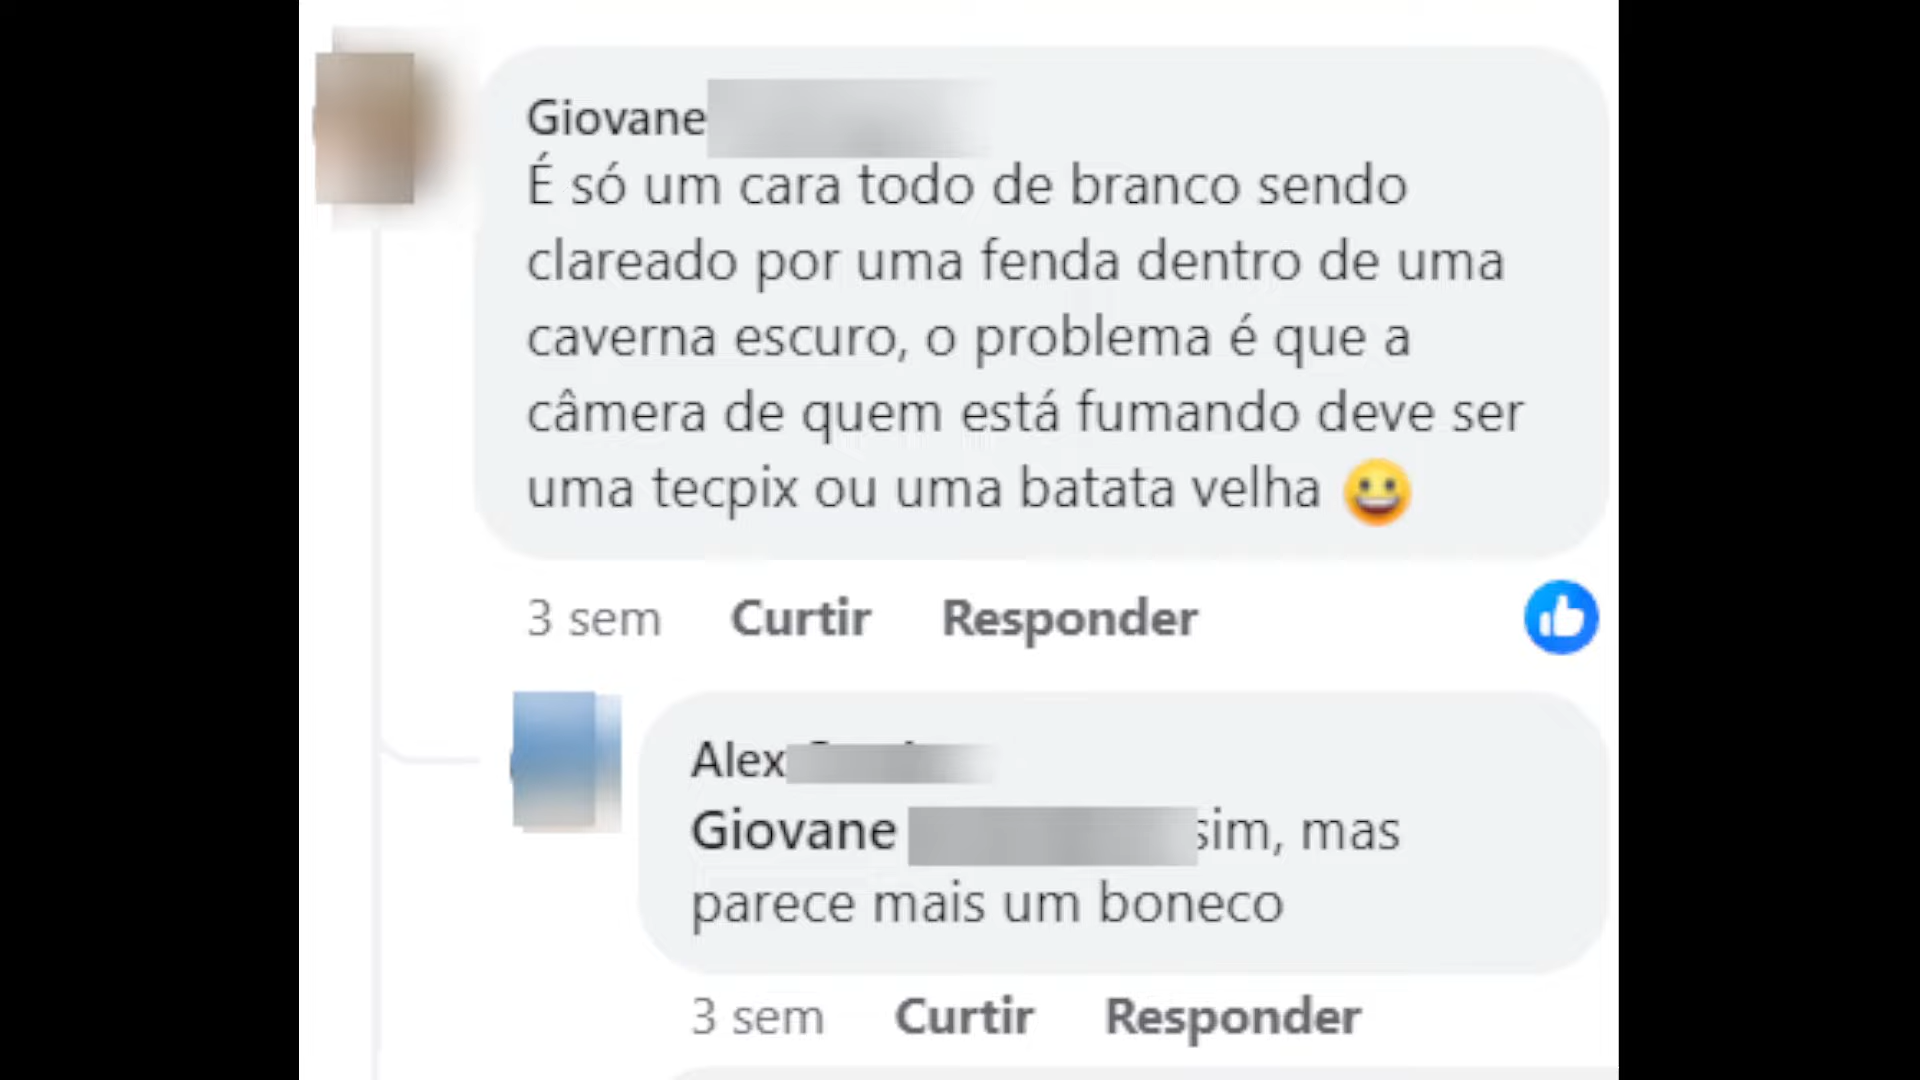 Giovane
É só um cara todo de branco sendo
clareado por uma fenda dentro de uma
caverna escuro, o problema é que a
câmera de quem está fumando deve ser
uma tecpix ou uma batata velha 😀
3 sem Curtir Responder
Alex
Giovane sim, mas
parece mais um boneco
3 sem Curtir Responder